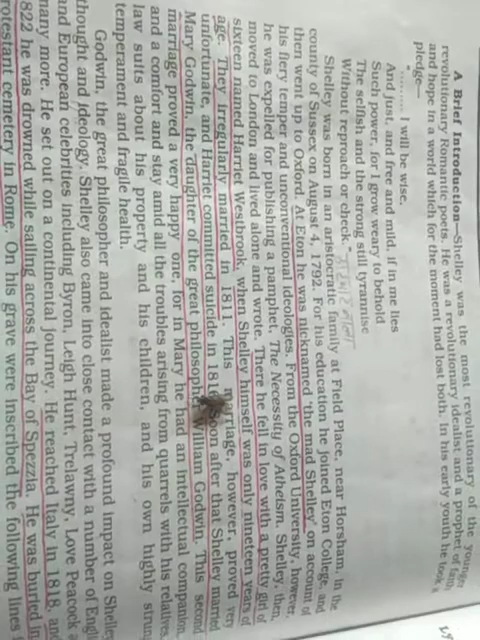 A Brief Introduction—Shelley was the most revolutionary of the younger
revolutionary Romantic poets. He was a revolutionary idealist and a prophet of faith
and hope in a world which for the moment had lost both. In his early youth he took a
pledge—
".......... I will be wise,
And just, and free and mild, if in me lies
Such power, for I grow weary to behold
The selfish and the strong still tyrannise
Without reproach or check.
Shelley was born in an aristocratic family at Field Place, near Horsham, in the
county of Sussex on August 4, 1792. For his education he joined Eton College, and
then went up to Oxford. At Eton he was nicknamed 'the mad Shelley' on account of
his fiery temper and unconventional ideologies. From the Oxford University, however,
he was expelled for publishing a pamphet, The Necessity of Atheism. Shelley, then,
moved to London and lived alone and wrote. There he fell in love with a pretty girl of
sixteen named Harriet Westbrook, when Shelley himself was only nineteen years of
age. They irregularly married in 1811. This marriage, however, proved very
unfortunate, and Harriet committed suicide in Soon after that Shelley married
Mary Godwin, the daughter of the great philosopher William Godwin. This second
marriage proved a very happy one, for in Mary he had an intellectual companion,
and a comfort and stay amid all the troubles arising from quarrels with his relatives,
law suits about his property and his children, and his own highly strung
temperament and fragile health.
Godwin, the great philosopher and idealist made a profound impact on Shelley
thought and ideology. Shelley also came into close contact with a number of Engli
and European celebrities including Byron, Leigh Hunt, Trelawny, Love Peacock a
many more. He set out on a continental journey. He reached Italy in 1818, and
822 he was drowned while sailing across the Bay of Spezzia. He was buried in
rotestant cemetery in Rome. On his grave were inscribed the following lines f